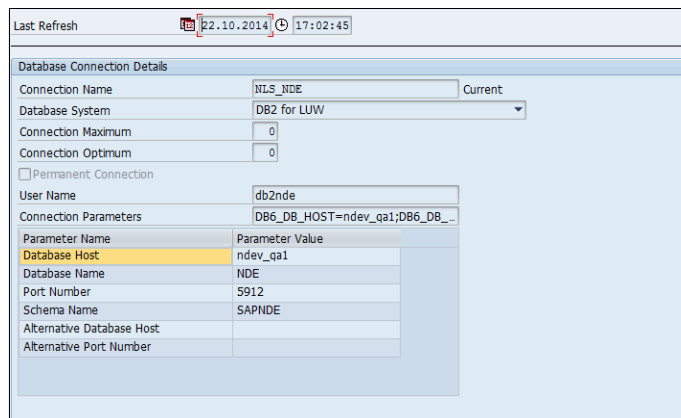 Last Refresh 22.10.2014 17:02:45
Database Connection Details
Connection Name NLS_NDE Current
Database System DB2 for LUW
Connection Maximum 0
Connection Optimum 0
Permanent Connection
User Name db2nde
Connection Parameters DB6_DB_HOST=ndev_qa1;DB6_DB_...
Parameter Name Parameter Value
Database Host ndev_qa1
Database Name NDE
Port Number 5912
Schema Name SAPNDE
Alternative Database Host
Alternative Port Number